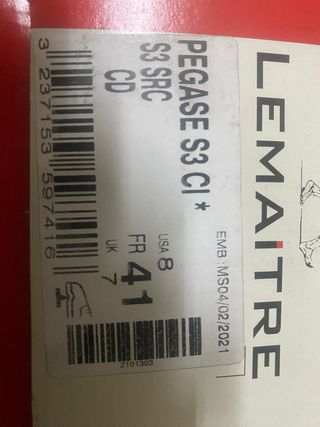 LEMAITRE
PEGASE S3 CI *
S3 SRC
CD
EMB :MS04/02/2021
USA 8
FR 41
UK 7
3 237153 597416
2101303